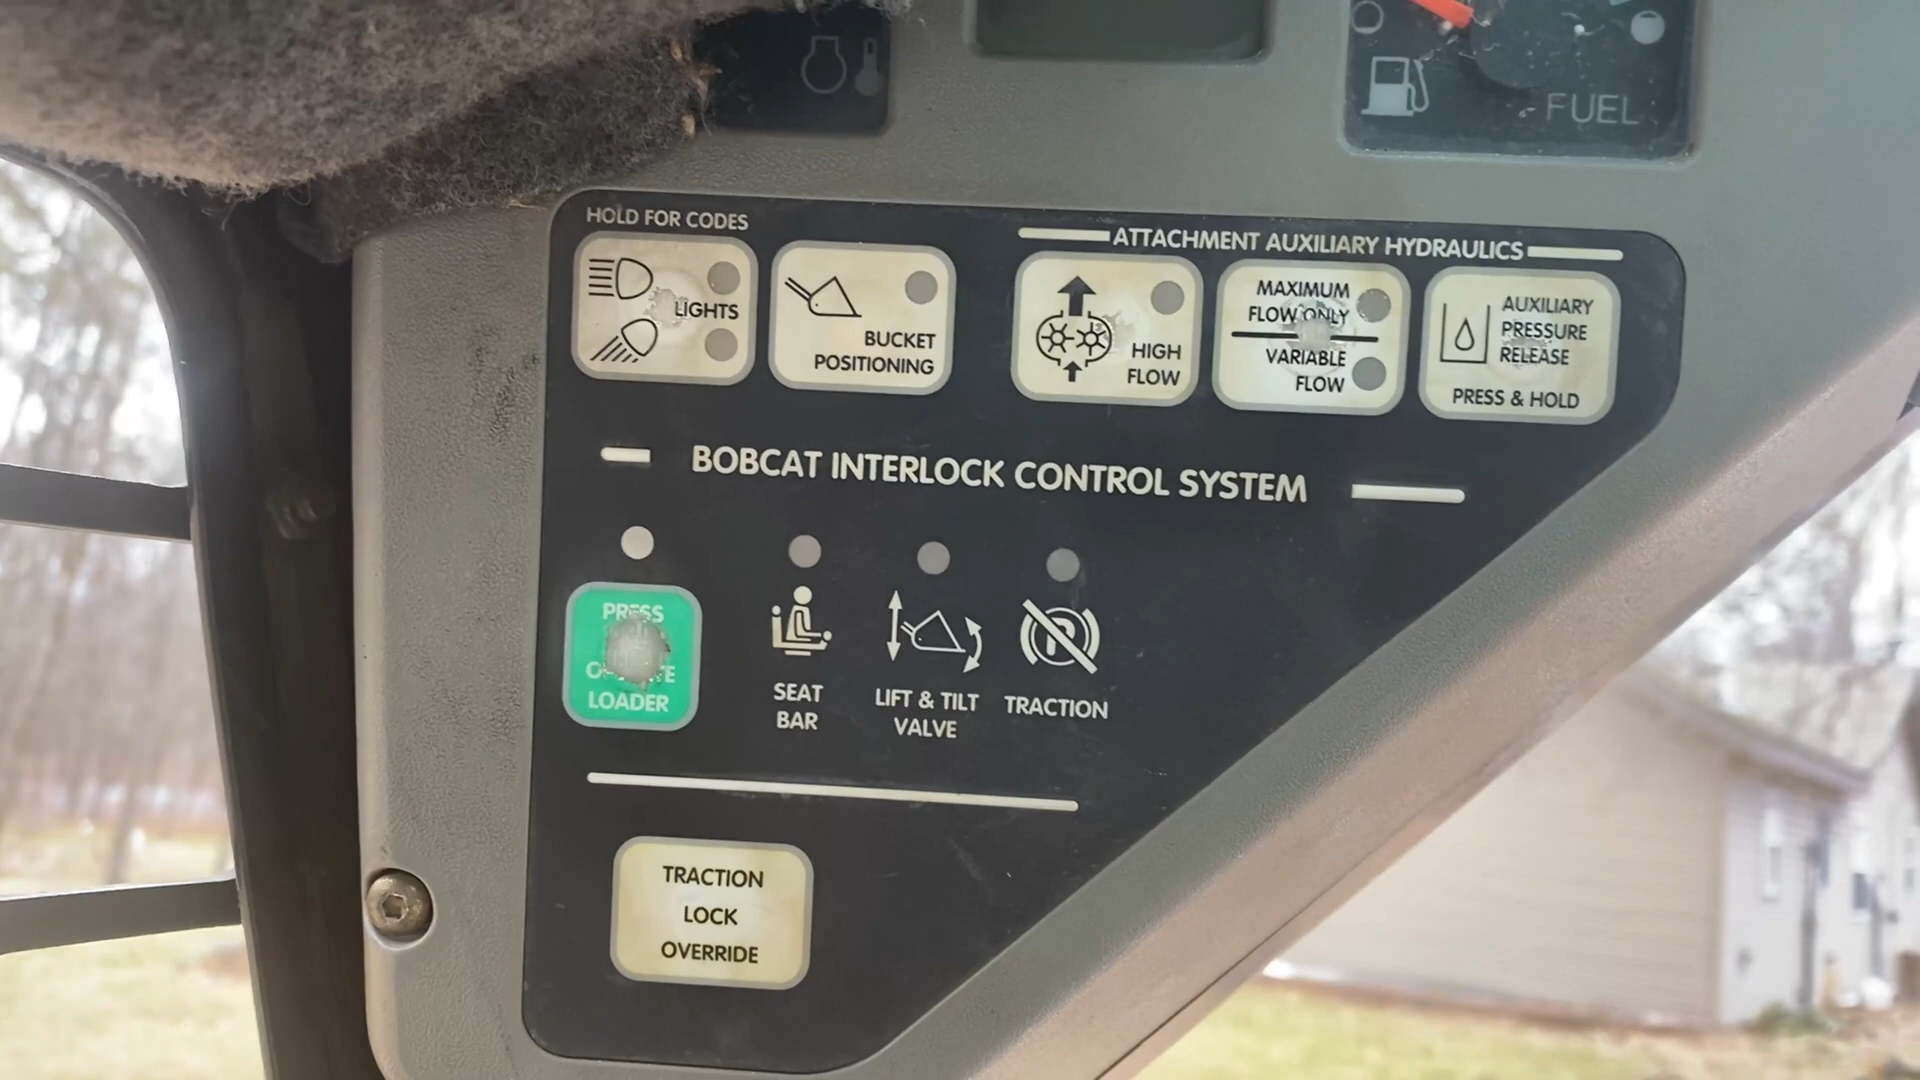 FUEL
HOLD FOR CODES
LIGHTS
BUCKET
POSITIONING
ATTACHMENT AUXILIARY HYDRAULICS
HIGH
FLOW
MAXIMUM
FLOW ONLY
VARIABLE
FLOW
AUXILIARY
PRESSURE
RELEASE
PRESS & HOLD
BOBCAT INTERLOCK CONTROL SYSTEM
PRESS
LOADER
SEAT
BAR
LIFT & TILT
VALVE
P
TRACTION
TRACTION
LOCK
OVERRIDE